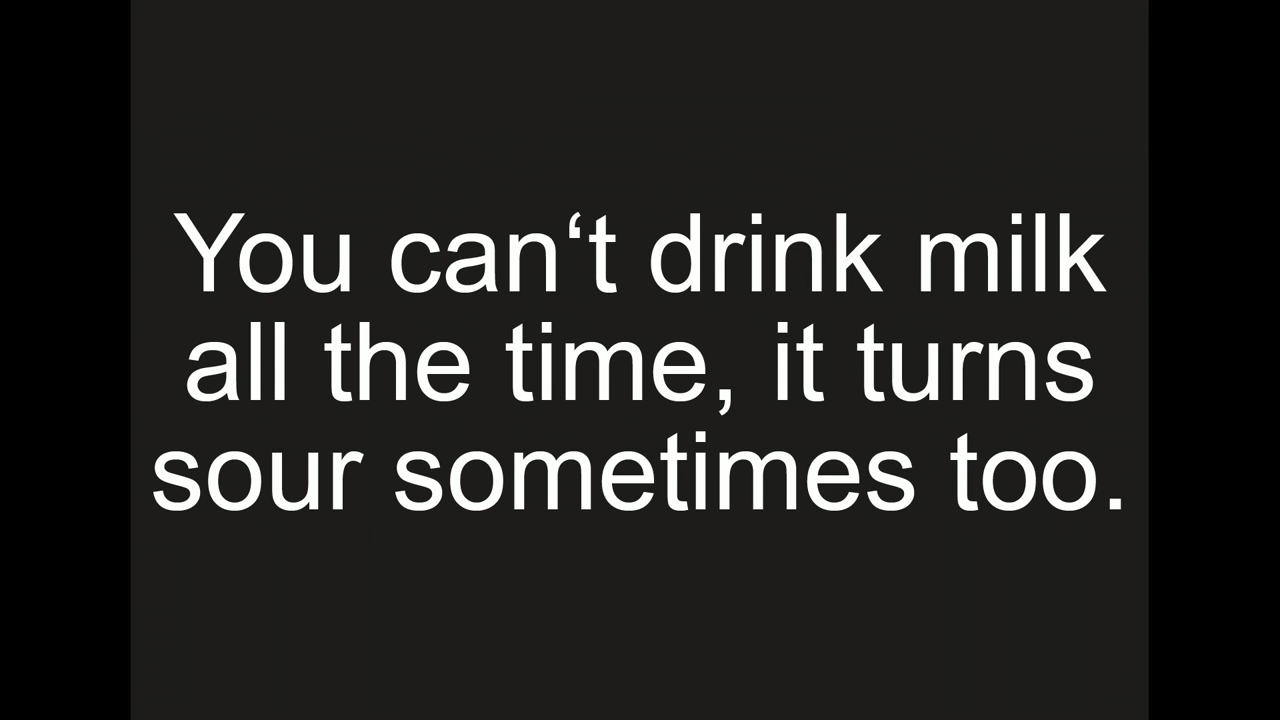 You can‘t drink milk
all the time, it turns
sour sometimes too.